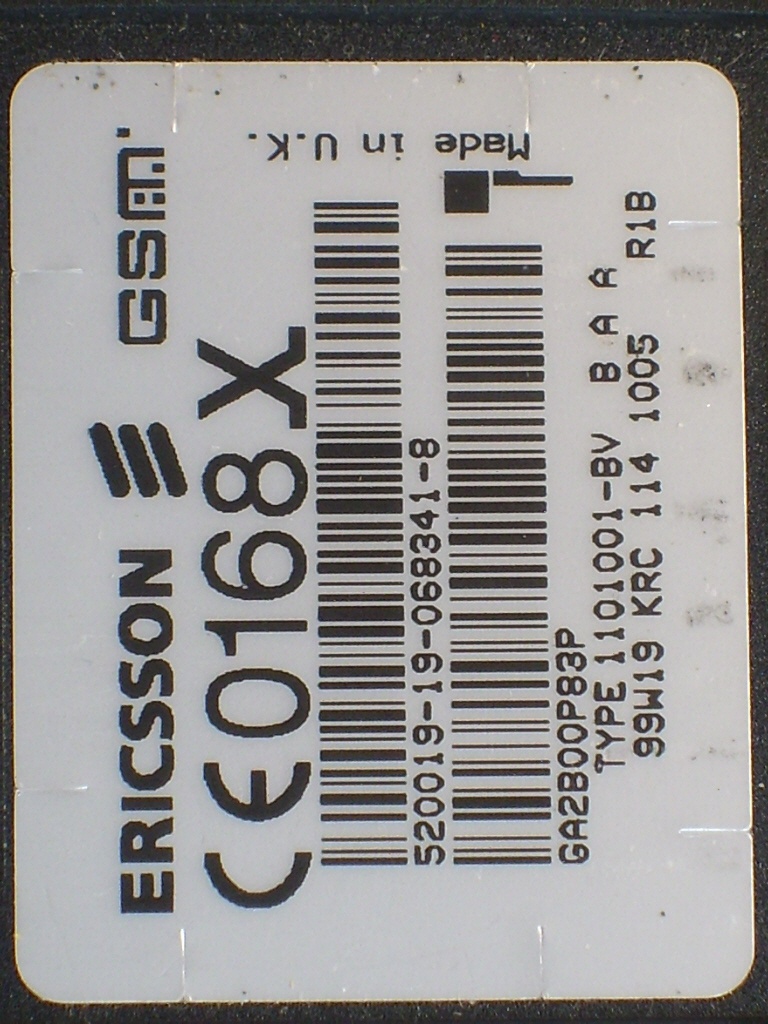 ERICSSON GSM
CE0168X
520019-19-068341-8
GA2B00P83P
Made in U.K.
TYPE 1101001-BV B A R
99W19 KRC 114 1005 R1B